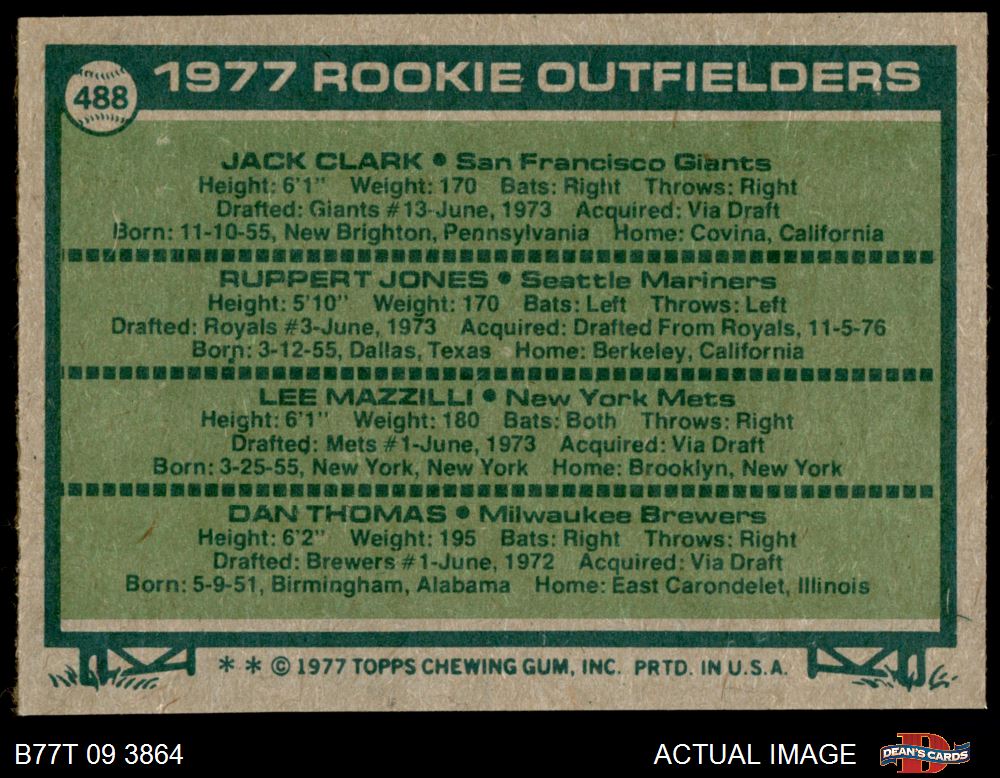 488
1977 ROOKIE OUTFIELDERS
JACK CLARK • San Francisco Giants
Height: 6'1" Weight: 170 Bats: Right Throws: Right
Drafted: Giants #13-June, 1973 Acquired: Via Draft
Born: 11-10-55, New Brighton, Pennsylvania Home: Covina, California
RUPPERT JONES • Seattle Mariners
Height: 5'10" Weight: 170 Bats: Left Throws: Left
Drafted: Royals #3-June, 1973 Acquired: Drafted From Royals, 11-5-76
Born: 3-12-55, Dallas, Texas Home: Berkeley, California
LEE MAZZILLI • New York Mets
Height: 6'1" Weight: 180 Bats: Both Throws: Right
Drafted: Mets #1-June, 1973 Acquired: Via Draft
Born: 3-25-55, New York, New York Home: Brooklyn, New York
DAN THOMAS • Milwaukee Brewers
Height: 6'2" Weight: 195 Bats: Right Throws: Right
Drafted: Brewers #1-June, 1972 Acquired: Via Draft
Born: 5-9-51, Birmingham, Alabama Home: East Carondelet, Illinois
* * © 1977 TOPPS CHEWING GUM, INC. PRTD. IN U.S.A.
B77T 09 3864 ACTUAL IMAGE DEAN'S CARDS